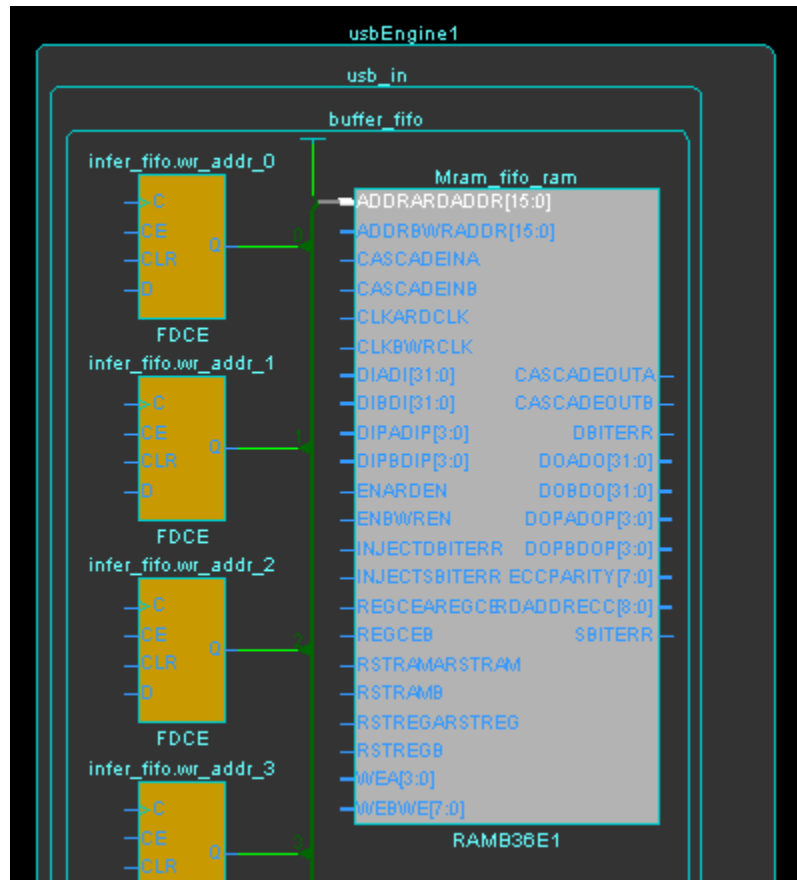 usbEngine1
usb_in
buffer_fifo
infer_fifo.wr_addr_0
C
CE
CLR
D
Q
0
FDCE
infer_fifo.wr_addr_1
C
CE
CLR
D
Q
1
FDCE
infer_fifo.wr_addr_2
C
CE
CLR
D
Q
2
FDCE
infer_fifo.wr_addr_3
C
CE
CLR
Q
3
Mram_fifo_ram
ADDRARDADDR[15:0]
ADDRBWRADDR[15:0]
CASCADEINA
CASCADEINB
CLKARDCLK
CLKBWRCLK
DIADI[31:0] CASCADEOUTA
DIBDI[31:0] CASCADEOUTB
DIPADIP[3:0] DBITERR
DIPBDIP[3:0] DOADO[31:0]
ENARDEN DOBDO[31:0]
ENBWREN DOPADOP[3:0]
INJECTDBITERR DOPBDOP[3:0]
INJECTSBITERR ECCPARITY[7:0]
REGCEAREGCERDADDRECC[8:0]
REGCEB SBITERR
RSTRAMARSTRAM
RSTRAMB
RSTREGARSTREG
RSTREGB
WEA[3:0]
WEBWE[7:0]
RAMB36E1